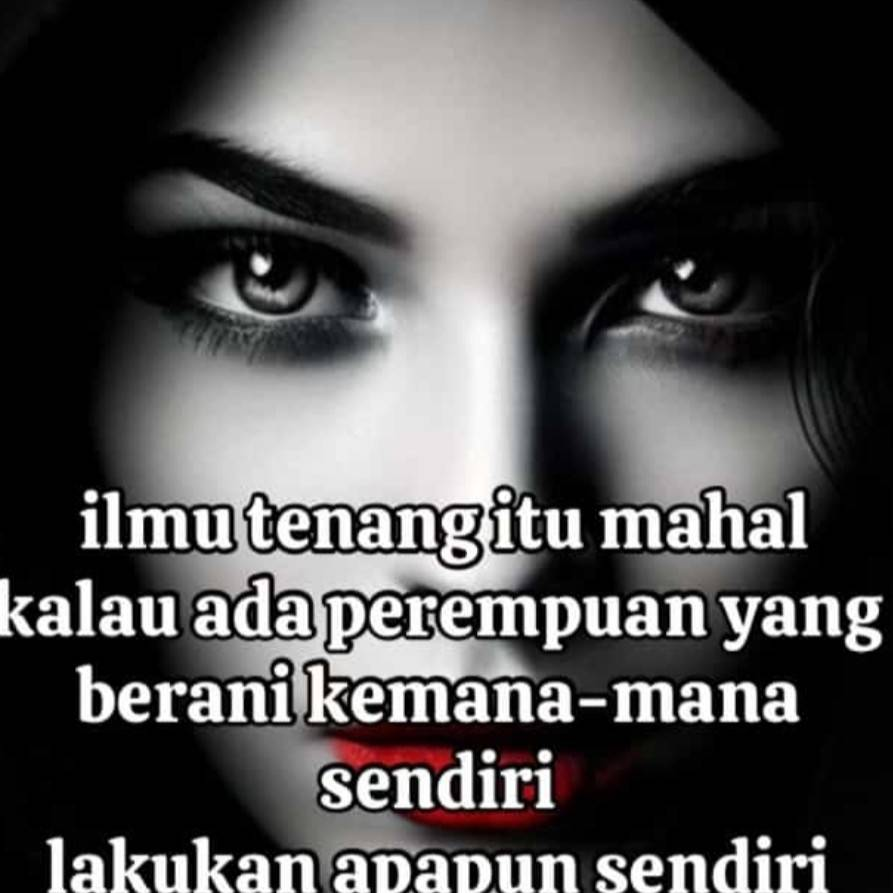 ilmu tenang itu mahal
kalau ada perempuan yang
berani kemana-mana
sendiri
lakukan apapun sendiri